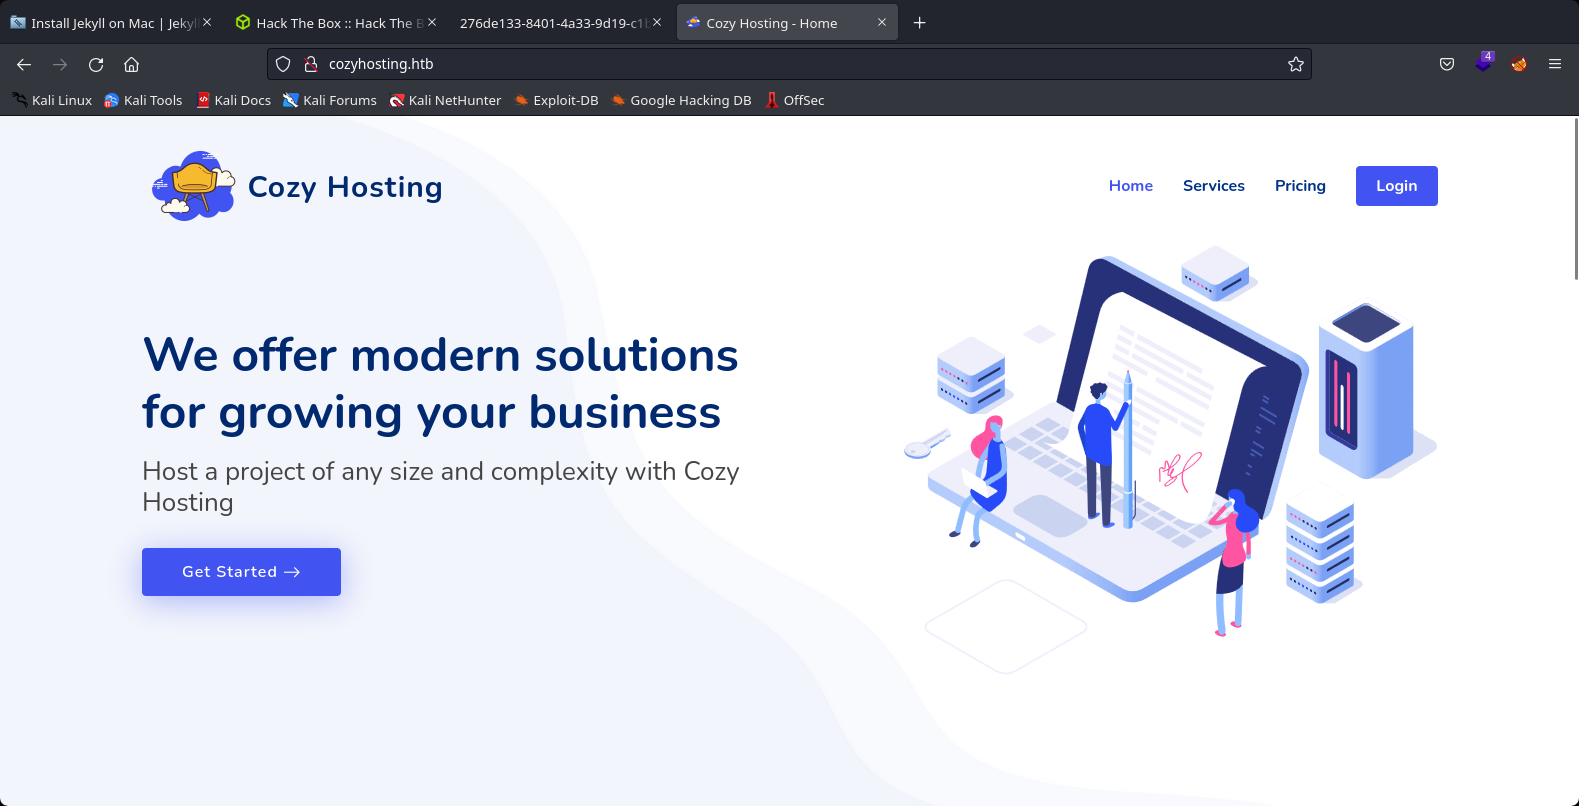 Install Jekyll on Mac | Jekyll
Hack The Box :: Hack The B
276de133-8401-4a33-9d19-c1
Cozy Hosting - Home
cozyhosting.htb
4
Kali Linux
Kali Tools
Kali Docs
Kali Forums
Kali NetHunter
Exploit-DB
Google Hacking DB
OffSec
Cozy Hosting
Home
Services
Pricing
Login
We offer modern solutions
for growing your business
Host a project of any size and complexity with Cozy
Hosting
Get Started →